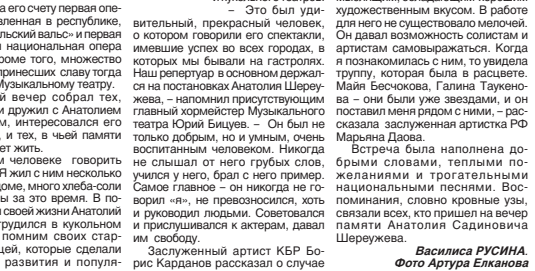 а его счету первая опе-
вленная в республике,
льский вальс» и первая
национальная опера
роме того, множество
принесших славу тогда
Музыкальному театру.
й вечер собрал тех,
и дружил с Анатолием
м, интересовался его
, и тех, в чьей памяти
ет жить.
м человеке говорить
Я жил с ним несколько
доме, много хлеба-соли
ы за это время. В по-
своей жизни Анатолий
трудился в кукольном
помним своих стар-
щей, которые сделали
развития и популя-
– Это был уди-
вительный, прекрасный человек,
о котором говорили его спектакли,
имевшие успех во всех городах, в
которых мы бывали на гастролях.
Наш репертуар в основном держал-
ся на постановках Анатолия Шереу-
жева, – напомнил присутствующим
главный хормейстер Музыкального
театра Юрий Бицуев. – Он был не
только добрым, но и умным, очень
воспитанным человеком. Никогда
не слышал от него грубых слов,
учился у него, брал с него пример.
Самое главное – он никогда не го-
ворил «я», не превозносился, хоть
и руководил людьми. Советовался
и прислушивался к актерам, давал
им свободу.
Заслуженный артист КБР Бо-
рис Карданов рассказал о случае
художественным вкусом. В работе
для него не существовало мелочей.
Он давал возможность солистам и
артистам самовыражаться. Когда
я познакомилась с ним, то увидела
труппу, которая была в расцвете.
Майя Бесчокова, Галина Таукено-
ва – они были уже звездами, и он
поставил меня рядом с ними, – рас-
сказала заслуженная артистка РФ
Марьяна Даова.
Встреча была наполнена до-
брыми словами, теплыми по-
желаниями и трогательными
национальными песнями. Вос-
поминания, словно кровные узы,
связали всех, кто пришел на вечер
памяти Анатолия Садиновича
Шереужева.
Василиса РУСИНА.
Фото Артура Елканова